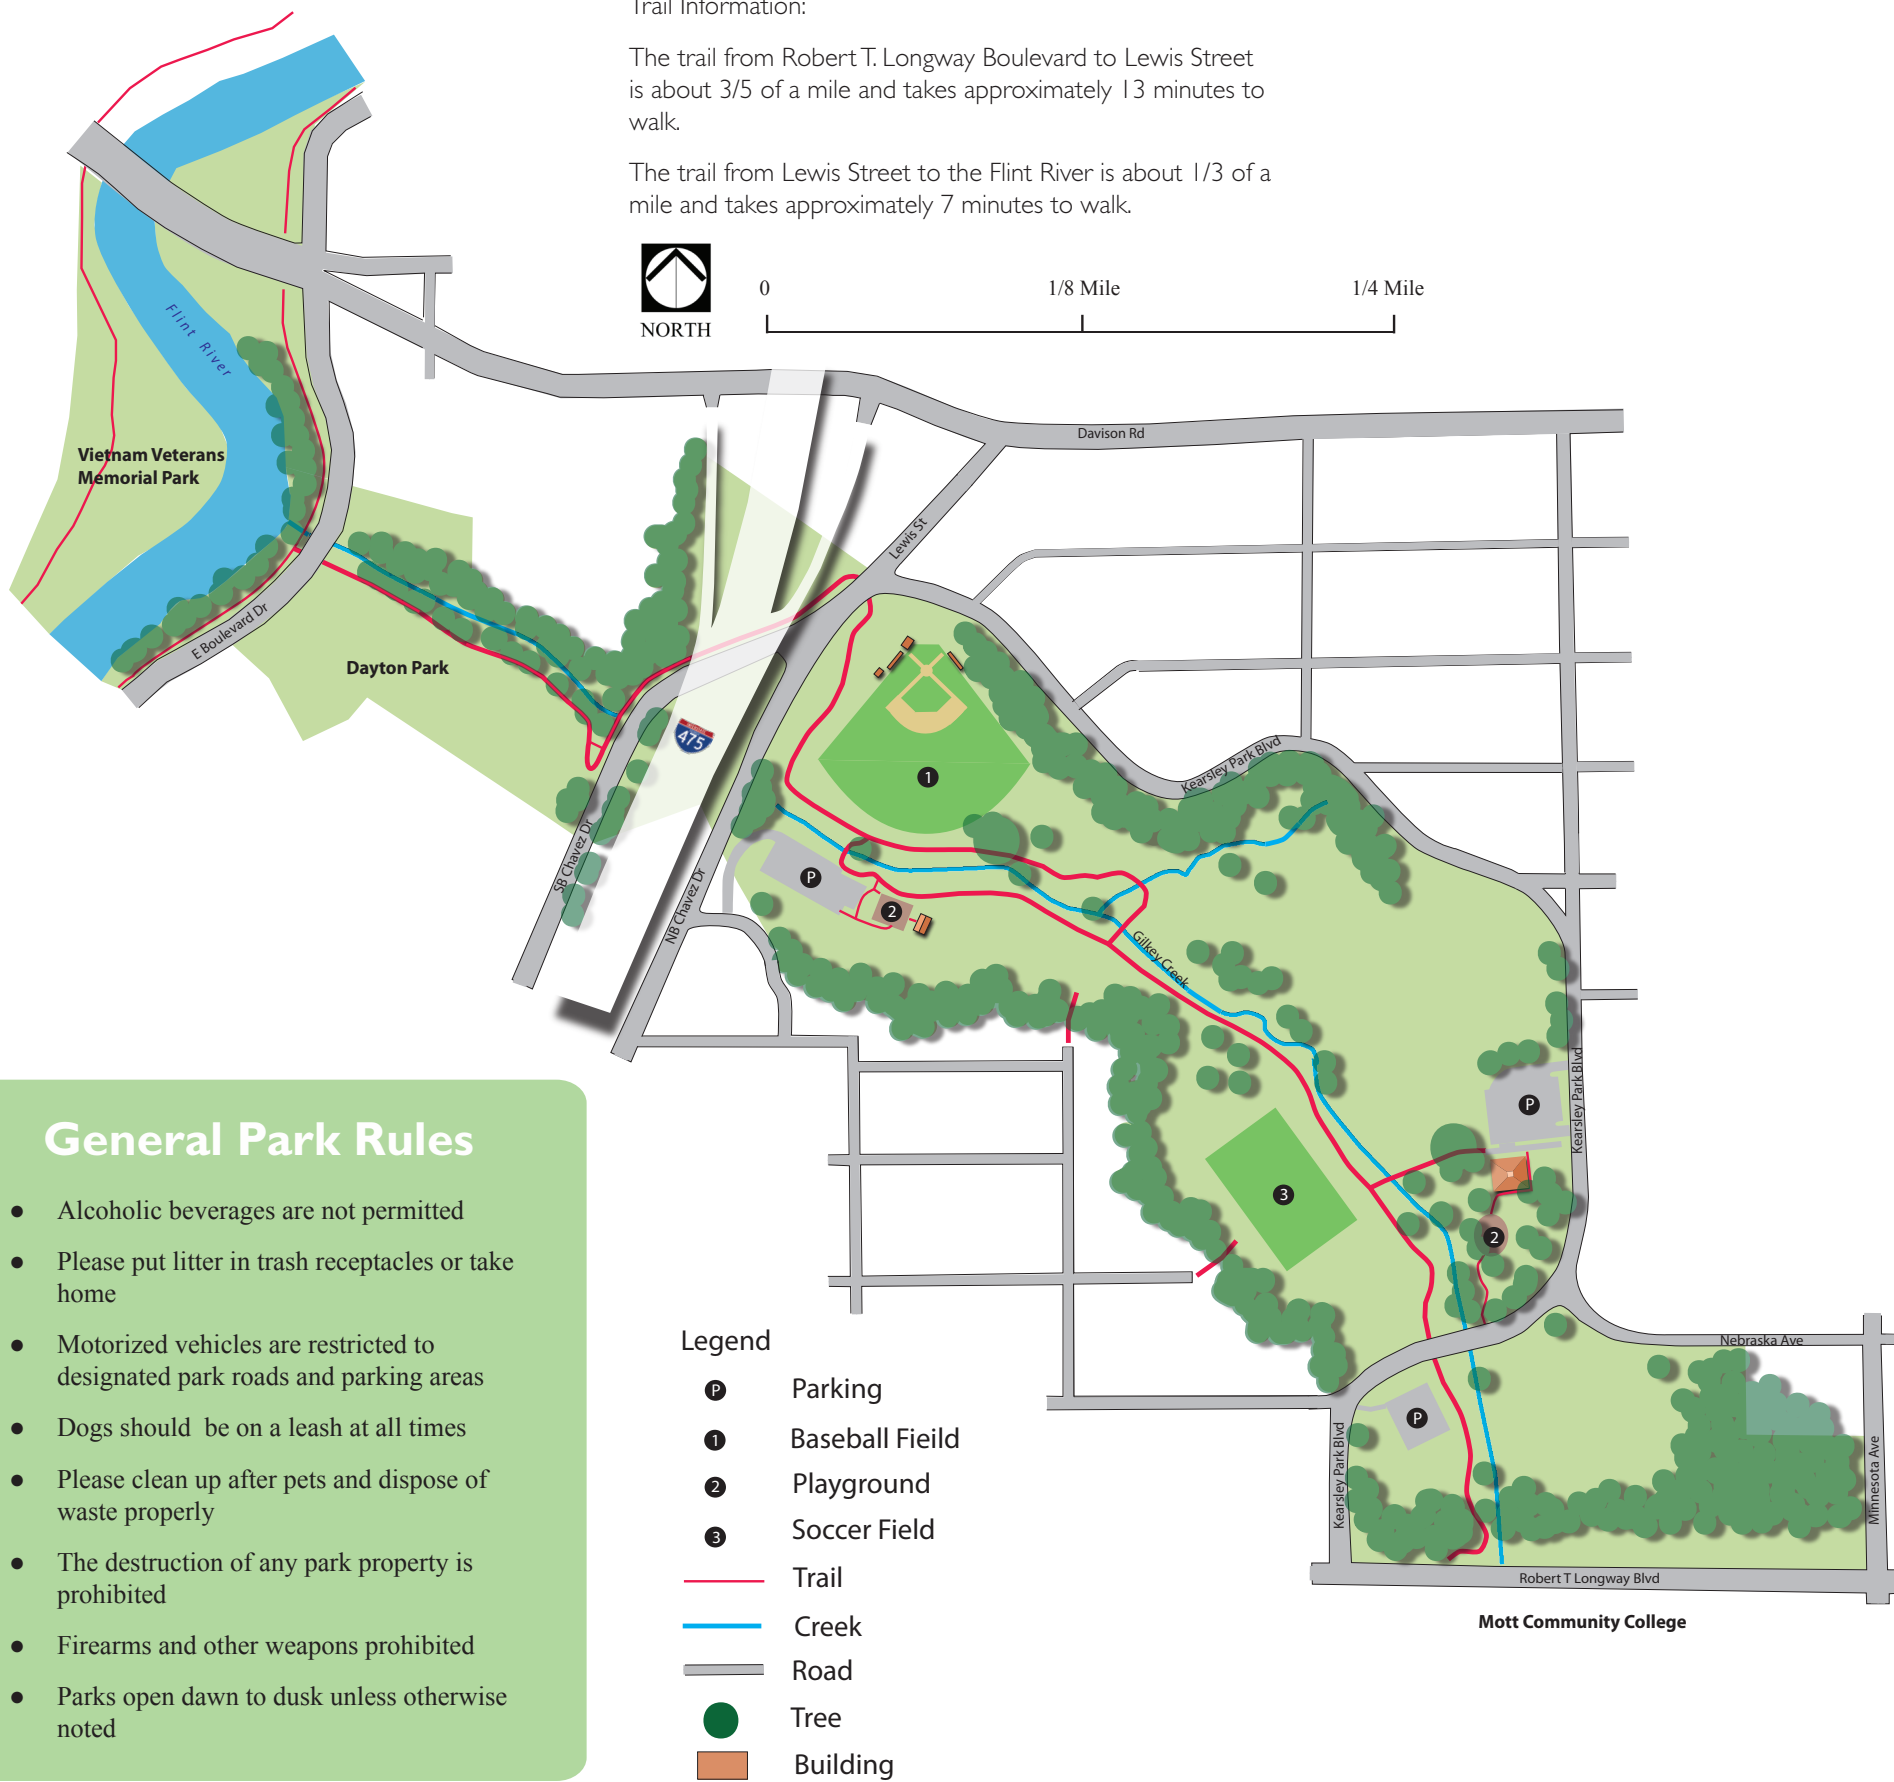 Trail Information:
The trail from Robert T. Longway Boulevard to Lewis Street
is about 3/5 of a mile and takes approximately 13 minutes to
walk.
The trail from Lewis Street to the Flint River is about 1/3 of a
mile and takes approximately 7 minutes to walk.
NORTH
0
1/8 Mile
1/4 Mile
Flint River
Davison Rd
Vietnam Veterans
Memorial Park
Lewis St
E Boulevard Dr
Dayton Park
475
Kearsley Park Blvd
1
SB Chavez Dr
P
NB Chavez Dr
2
Gilkey Creek
Kearsley Park Blvd
P
3
2
Nebraska Ave
P
Kearsley Park Blvd
Minnesota Ave
Robert T Longway Blvd
Mott Community College
General Park Rules
● Alcoholic beverages are not permitted
● Please put litter in trash receptacles or take
home
● Motorized vehicles are restricted to
designated park roads and parking areas
● Dogs should be on a leash at all times
● Please clean up after pets and dispose of
waste properly
● The destruction of any park property is
prohibited
● Firearms and other weapons prohibited
● Parks open dawn to dusk unless otherwise
noted
Legend
P Parking
1 Baseball Fieild
2 Playground
3 Soccer Field
Trail
Creek
Road
Tree
Building